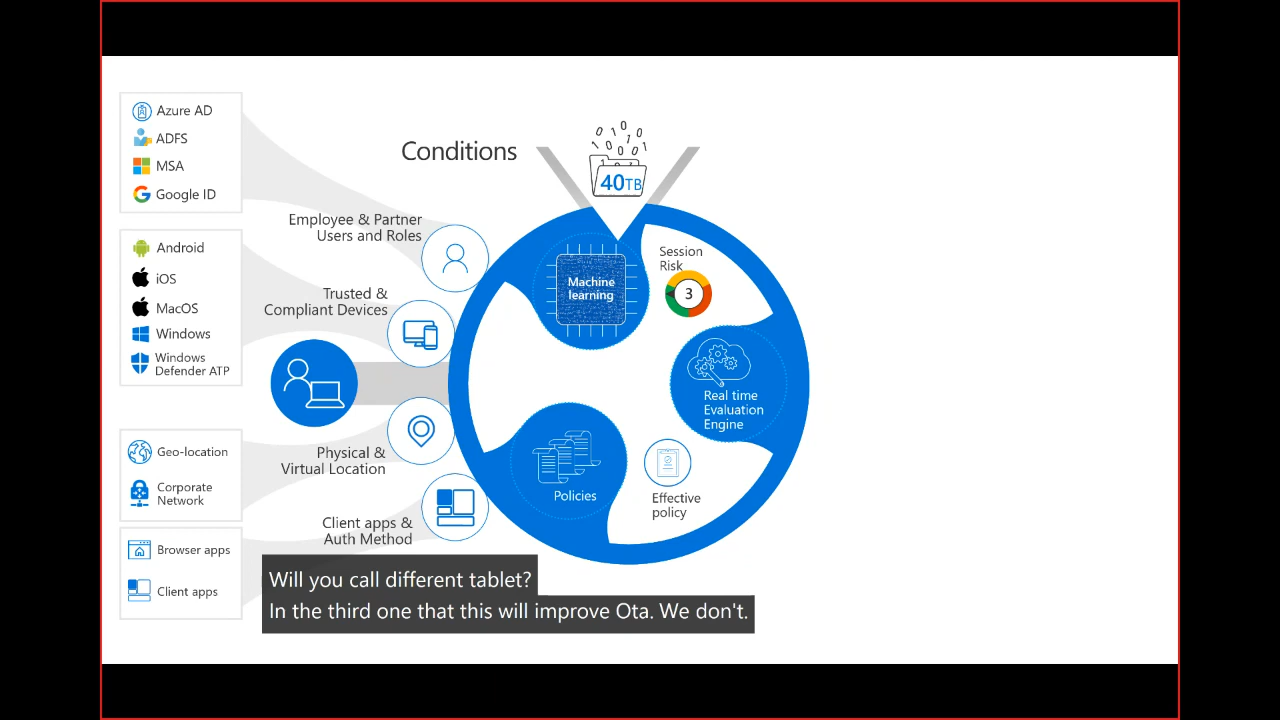 Azure AD
ADFS
MSA
Google ID
Android
iOS
MacOS
Windows
Windows
Defender ATP
Geo-location
Corporate
Network
Browser apps
Client apps
Conditions
Employee & Partner
Users and Roles
Trusted &
Compliant Devices
Physical &
Virtual Location
Client apps &
Auth Method
40TB
Machine
learning
Session
Risk
3
Real time
Evaluation
Engine
Policies
Effective
policy
Will you call different tablet?
In the third one that this will improve Ota. We don't.